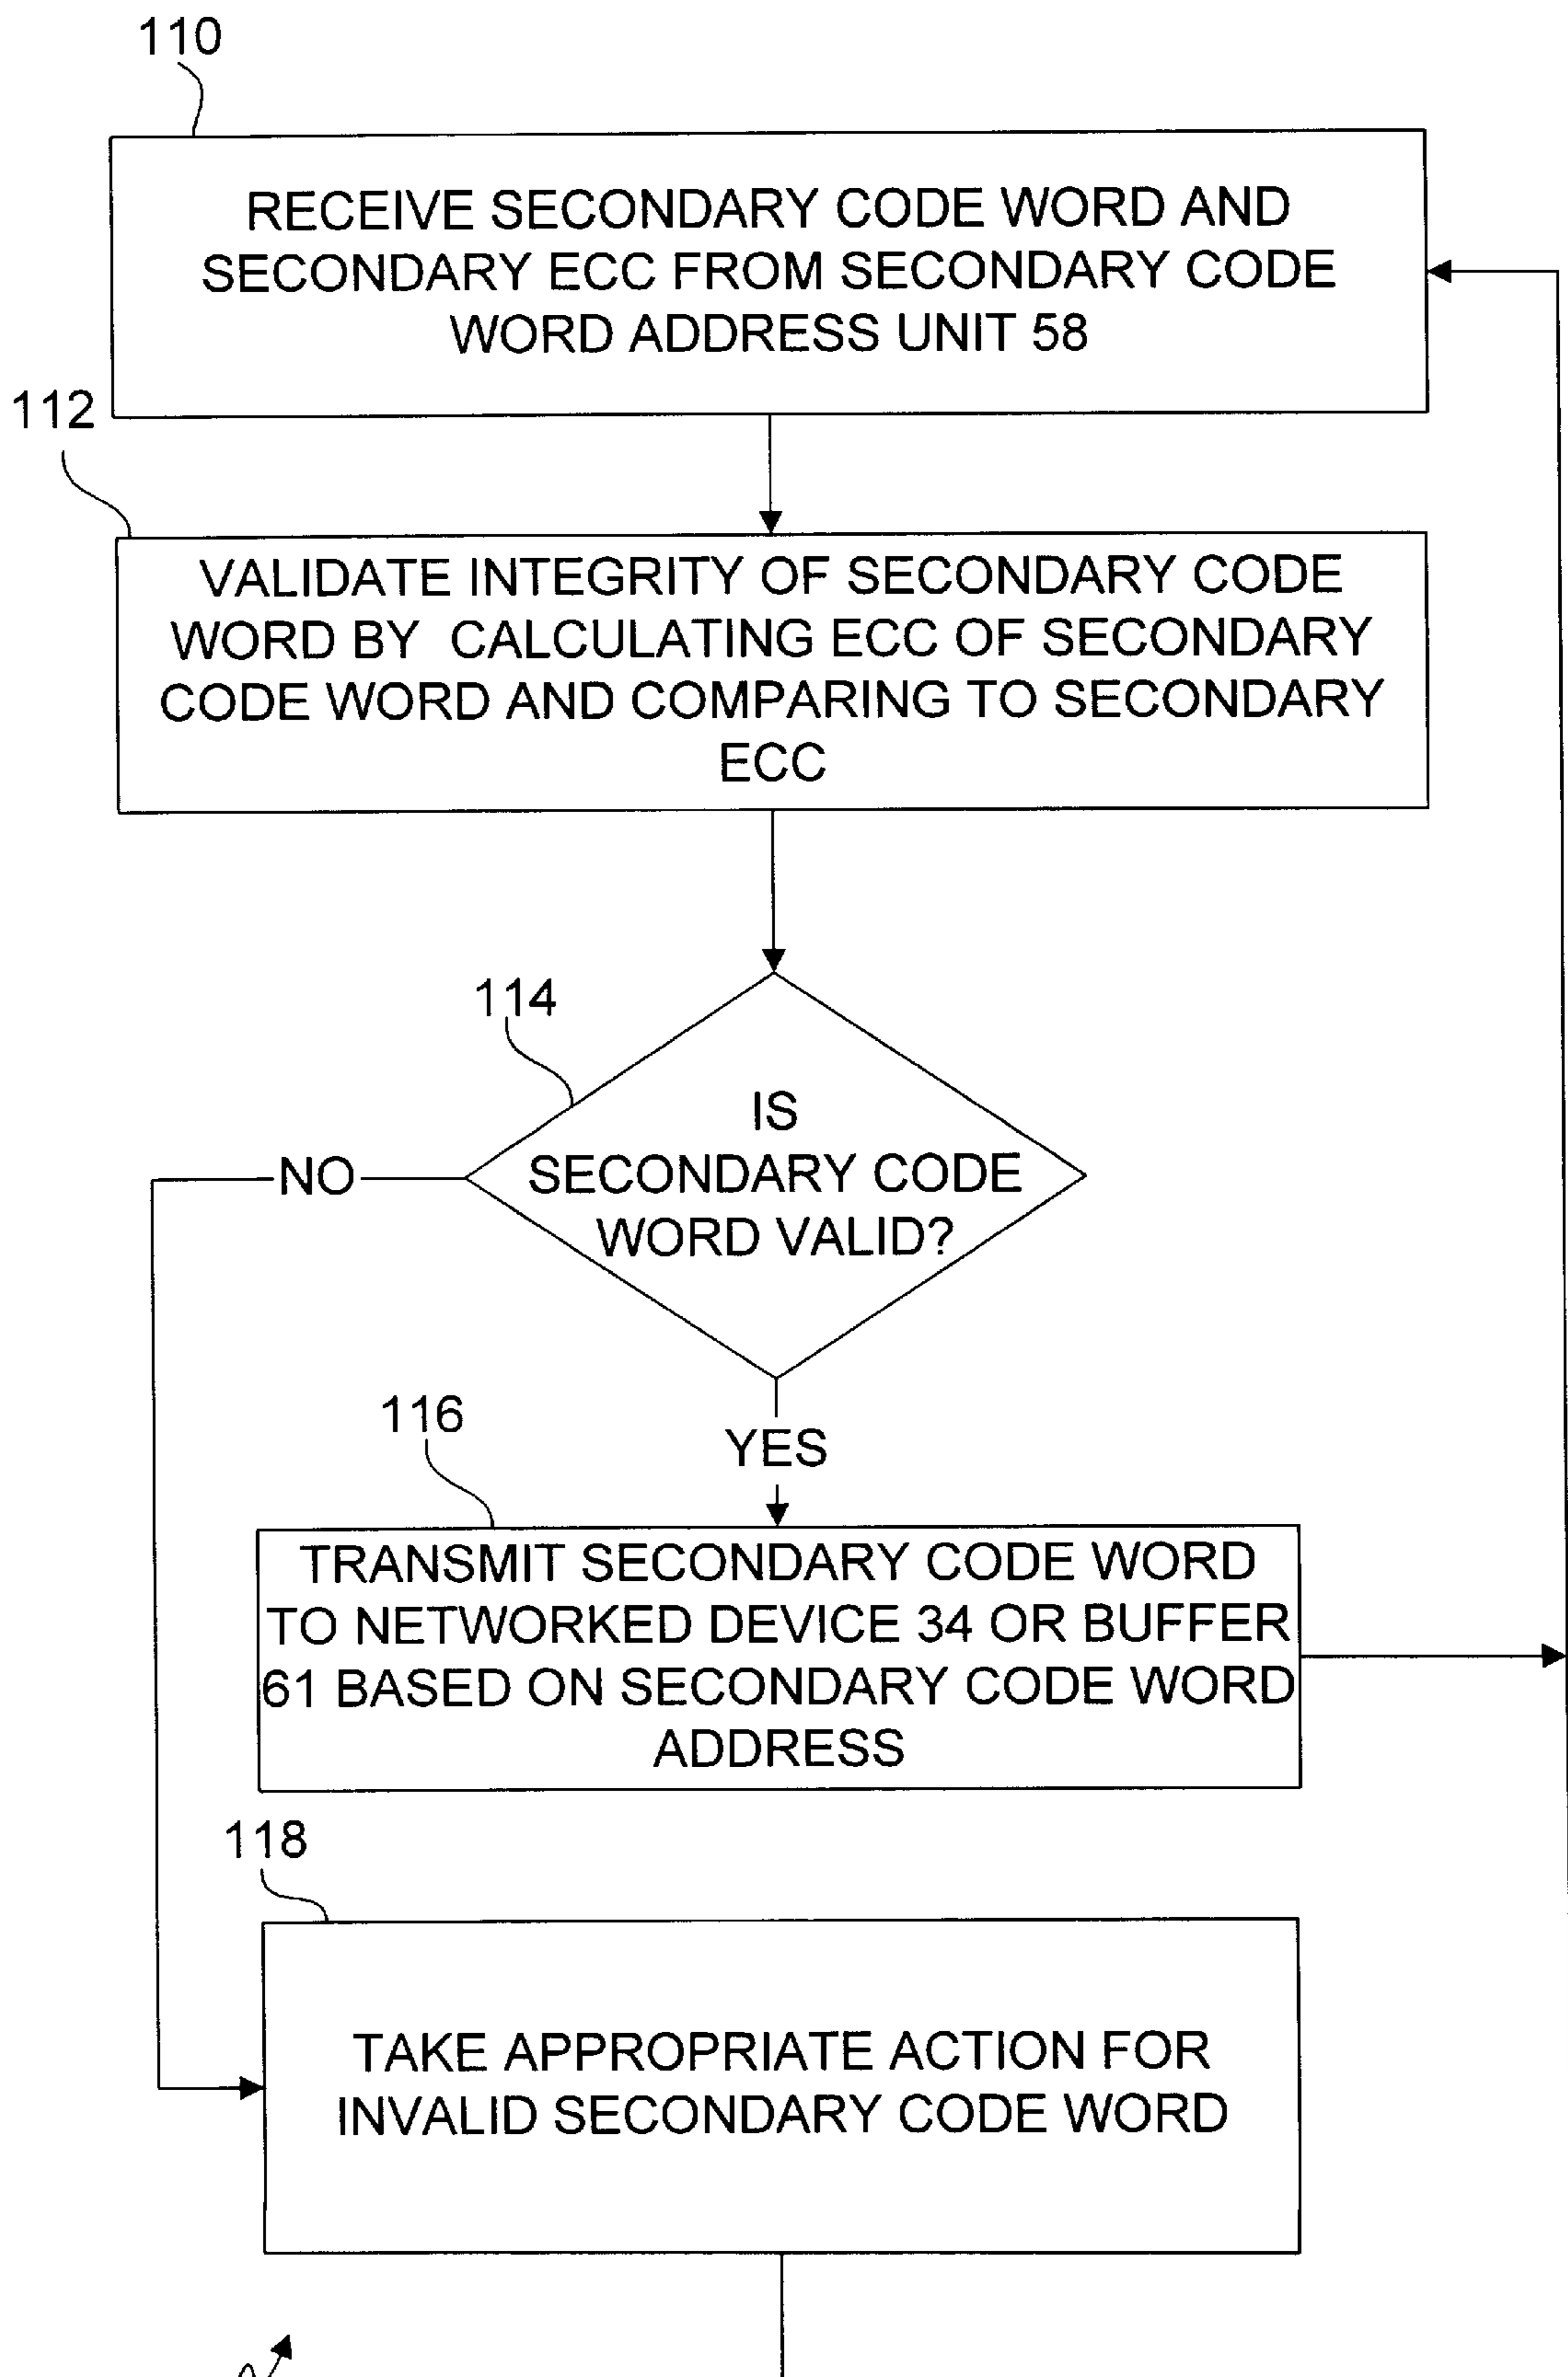 110
RECEIVE SECONDARY CODE WORD AND
SECONDARY ECC FROM SECONDARY CODE
WORD ADDRESS UNIT 58
112
VALIDATE INTEGRITY OF SECONDARY CODE
WORD BY CALCULATING ECC OF SECONDARY
CODE WORD AND COMPARING TO SECONDARY
ECC
114
IS
SECONDARY CODE
WORD VALID?
NO
YES
116
TRANSMIT SECONDARY CODE WORD
TO NETWORKED DEVICE 34 OR BUFFER
61 BASED ON SECONDARY CODE WORD
ADDRESS
118
TAKE APPROPRIATE ACTION FOR
INVALID SECONDARY CODE WORD